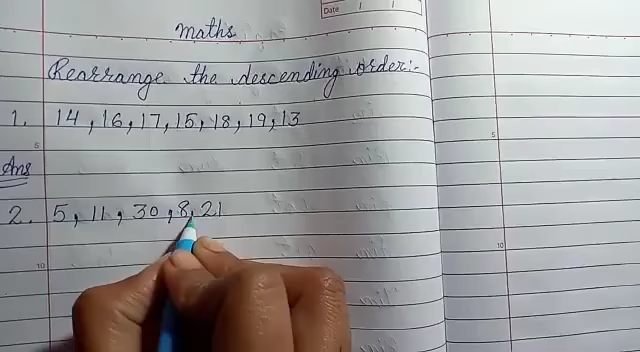 Date / /
maths
Rearrange the descending order:-
1. 14, 16, 17, 15, 18, 19, 13
5
5
Ans
2. 5, 11, 30, 8, 21
10
10